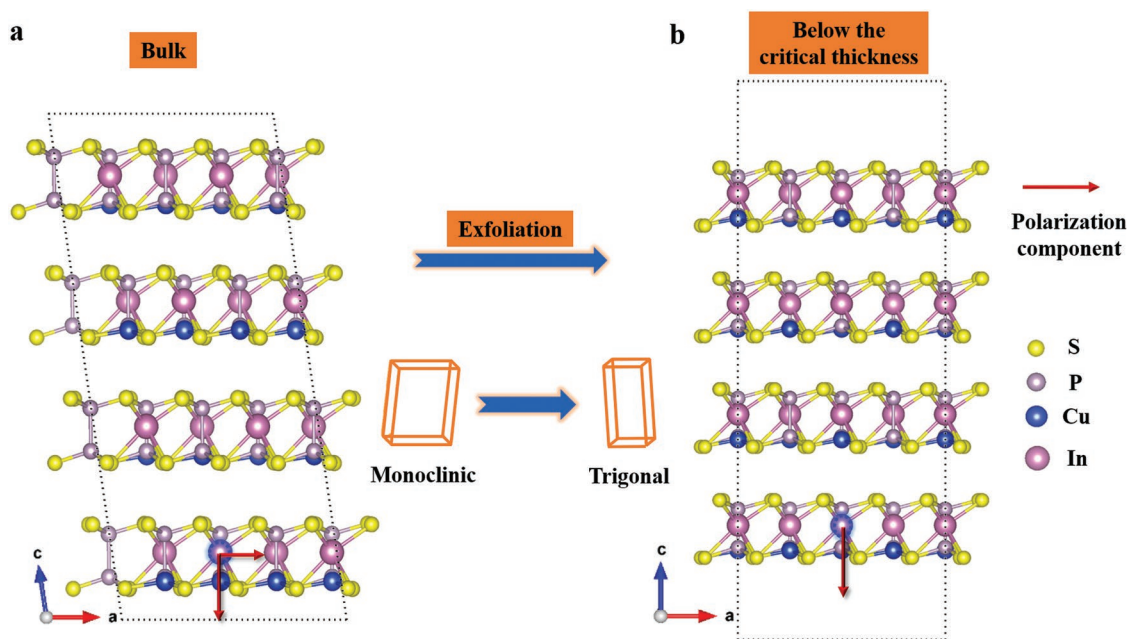 a
Bulk
b
Below the
critical thickness
Exfoliation
Polarization
component
Monoclinic
Trigonal
S
P
Cu
In
c
a
c
a